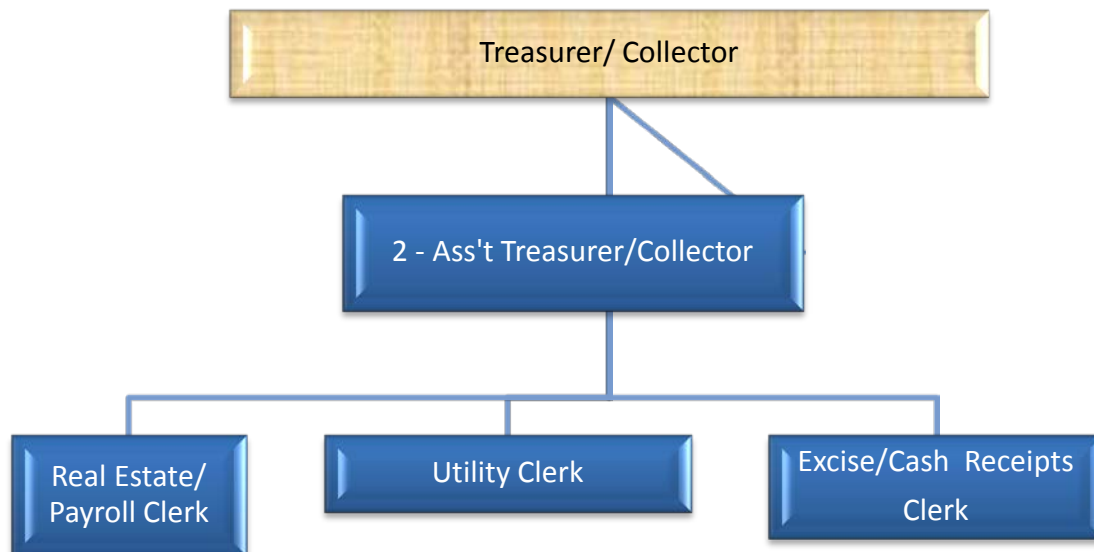 Treasurer/ Collector
2 - Ass't Treasurer/Collector
Real Estate/
Payroll Clerk
Utility Clerk
Excise/Cash Receipts
Clerk